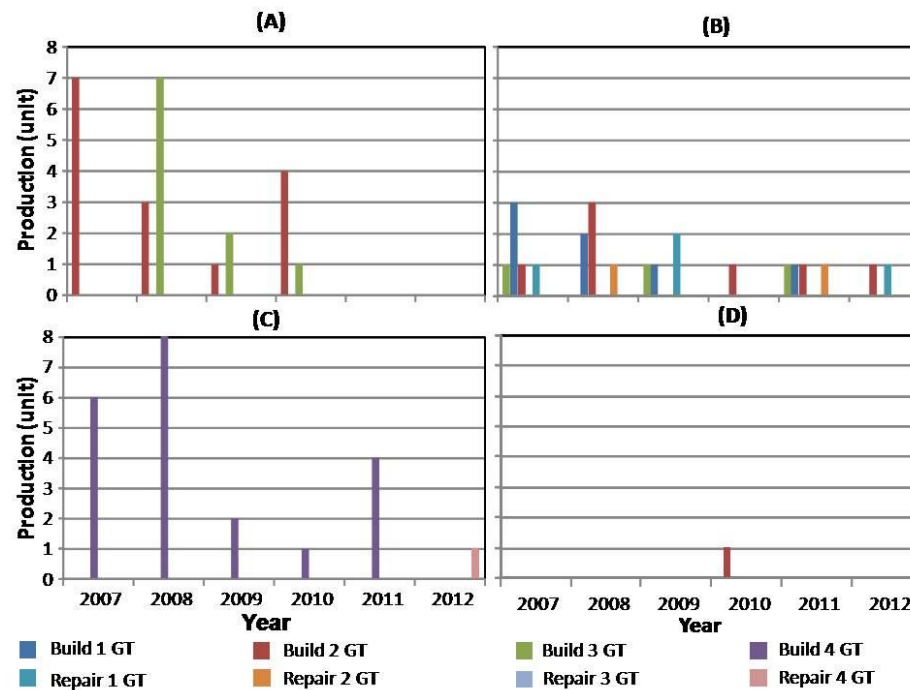 (A)
(B)
Production (unit)
8
7
6
5
4
3
2
1
0
(C)
(D)
Production (unit)
8
7
6
5
4
3
2
1
0
2007 2008 2009 2010 2011 2012
2007 2008 2009 2010 2011 2012
Year
Year
Build 1 GT Build 2 GT Build 3 GT Build 4 GT
Repair 1 GT Repair 2 GT Repair 3 GT Repair 4 GT